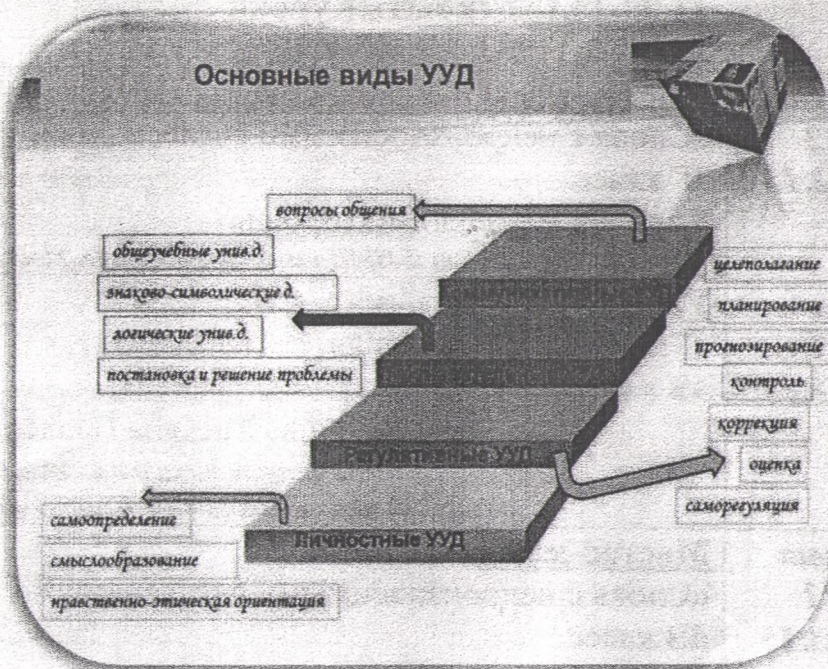 Основные виды УУД
вопросы общения
общеучебные унив.д.
знаково-символические д.
логические унив.д.
постановка и решение проблемы
целеполагание
планирование
прогнозирование
контроль
коррекция
оценка
саморегуляция
Регулятивные УУД
Личностные УУД
самоопределение
смыслообразование
нравственно-этическая ориентация